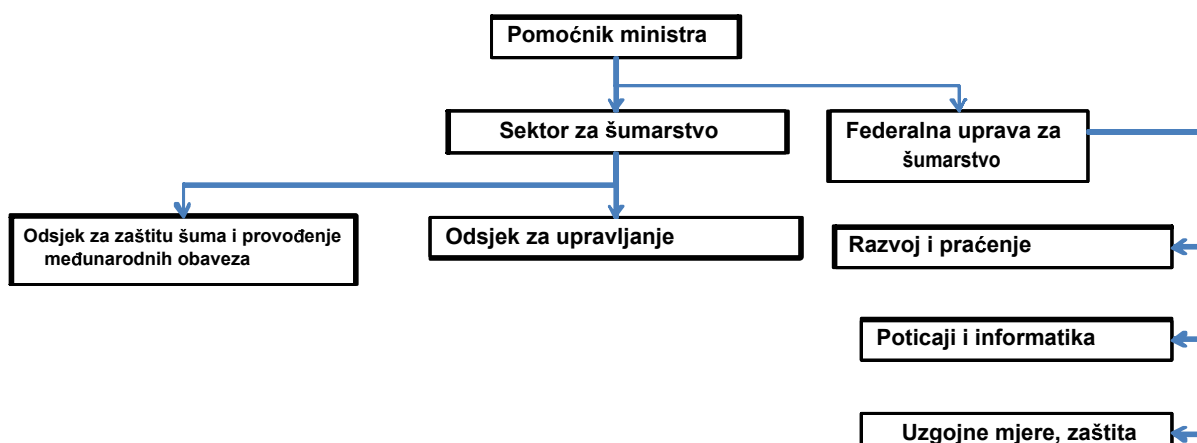 Pomoćnik ministra
Sektor za šumarstvo
Federalna uprava za
šumarstvo
Odsjek za zaštitu šuma i provođenje
međunarodnih obaveza
Odsjek za upravljanje
Razvoj i praćenje
Poticaji i informatika
Uzgojne mjere, zaštita